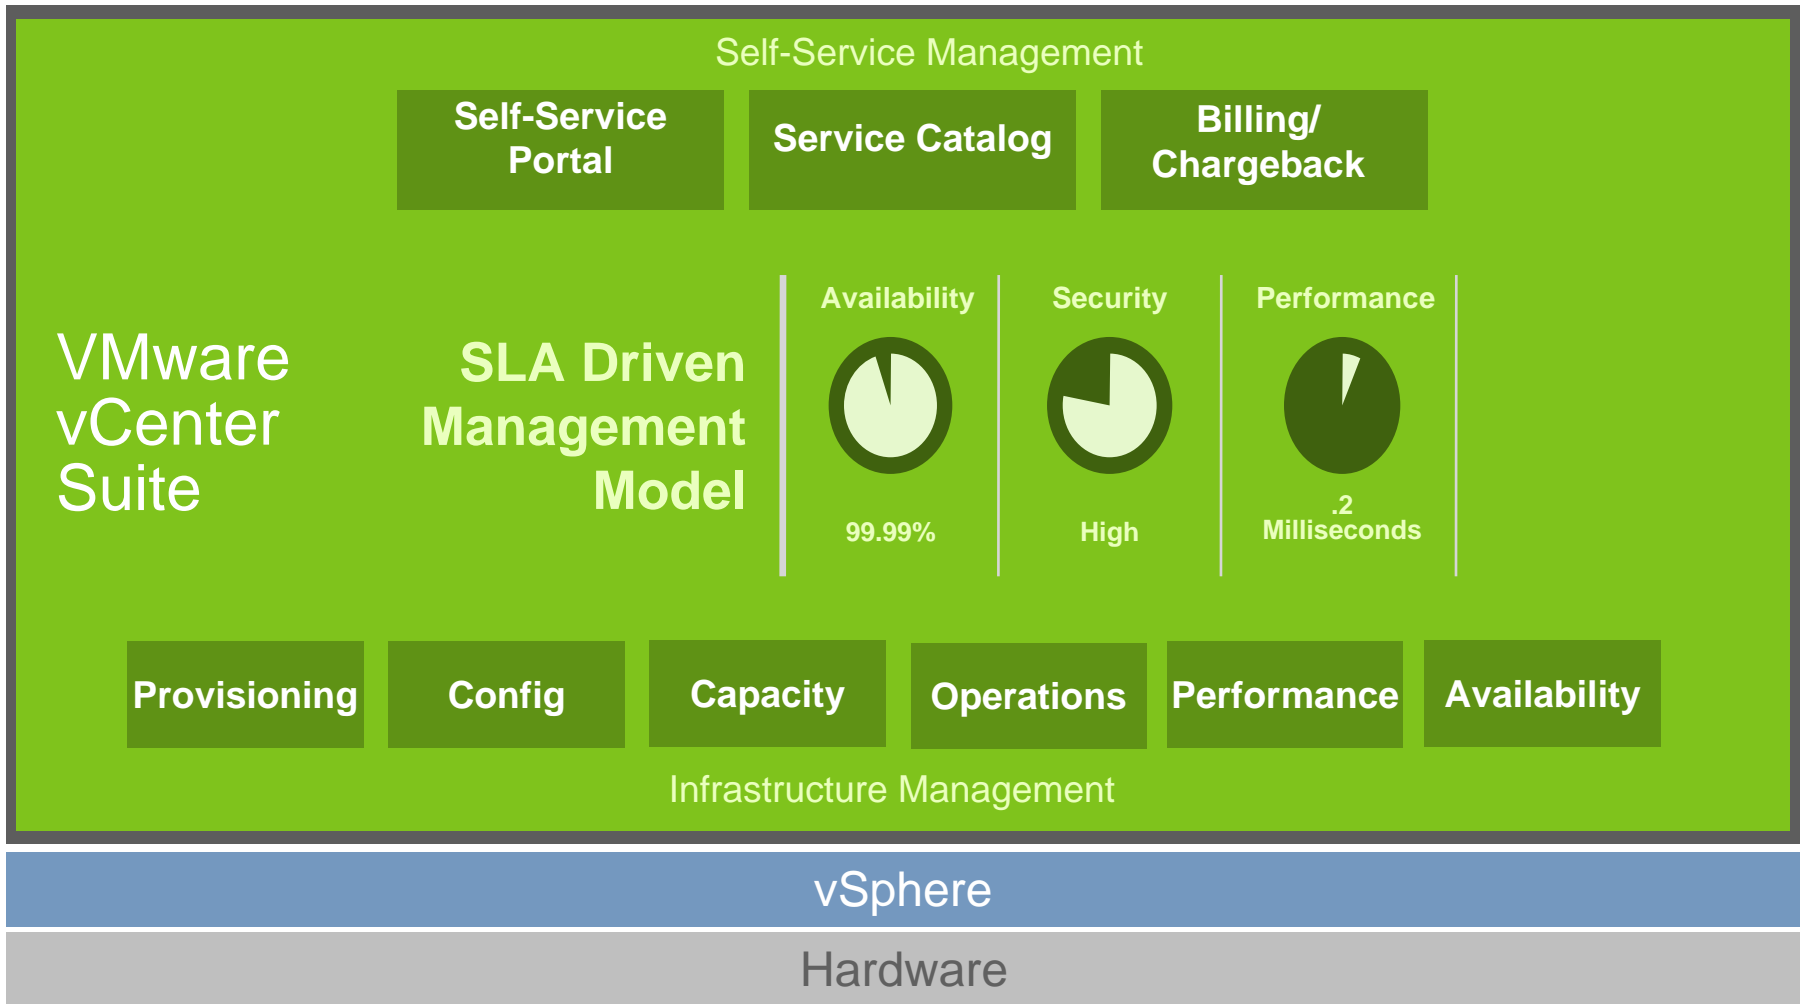 Self-Service Management
Self-Service
Portal
Service Catalog
Billing/
Chargeback
VMware
vCenter
Suite
SLA Driven
Management
Model
Availability
99.99%
Security
High
Performance
.2
Milliseconds
Provisioning
Config
Capacity
Operations
Performance
Availability
Infrastructure Management
vSphere
Hardware